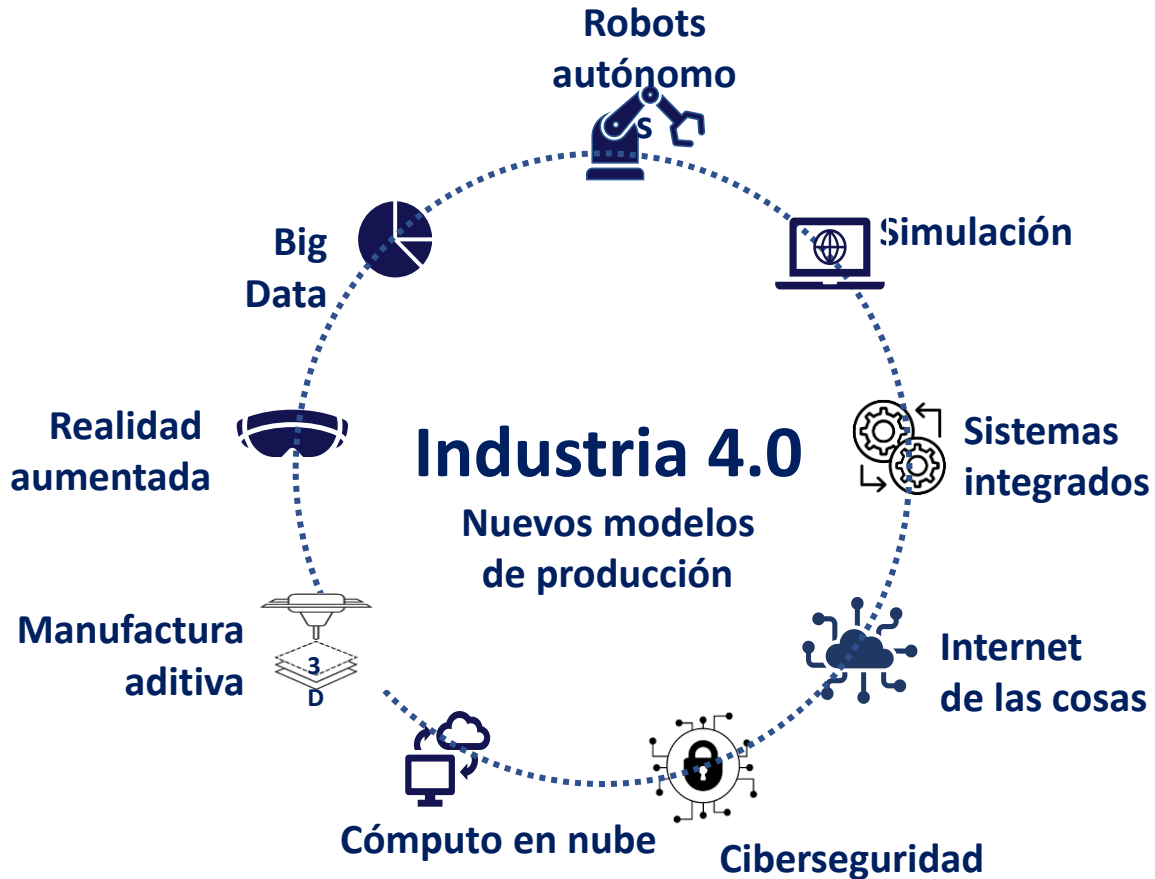 Robots
autónomo
s
Simulación
Big
Data
Realidad
aumentada
Industria 4.0
Nuevos modelos
de producción
Sistemas
integrados
Manufactura
aditiva
3
D
Internet
de las cosas
Cómputo en nube
Ciberseguridad